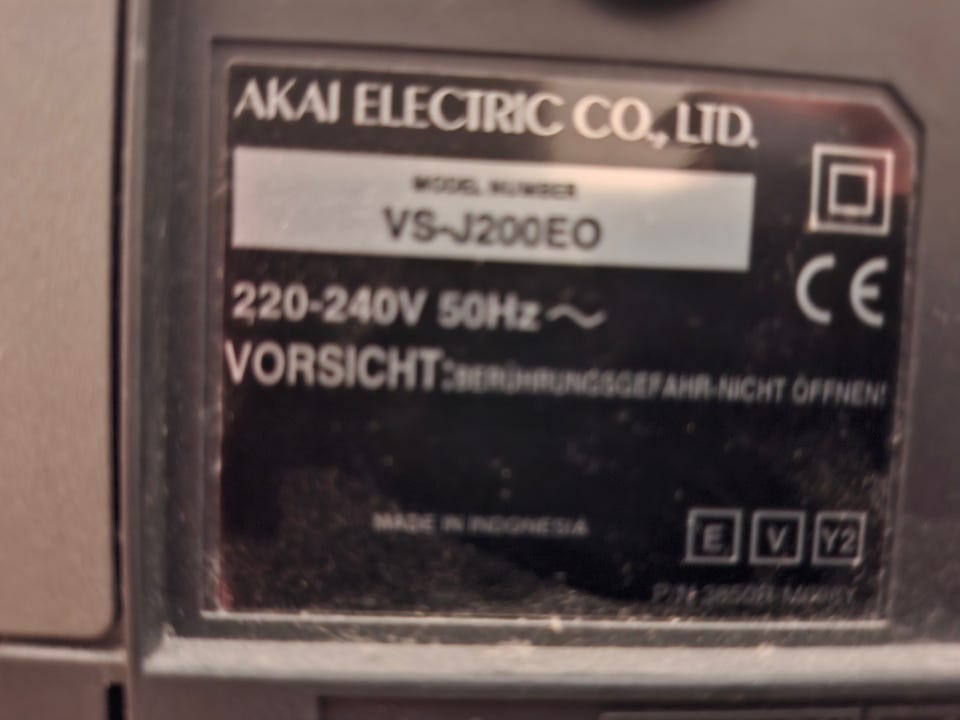 AKAI ELECTRIC CO., LTD.
MODEL NUMBER
VS-J200EO
CE
220-240V 50Hz ~
VORSICHT: BERÜHRUNGSGEFAHR-NICHT ÖFFNEN!
MADE IN INDONESIA
E V Y2
P/N